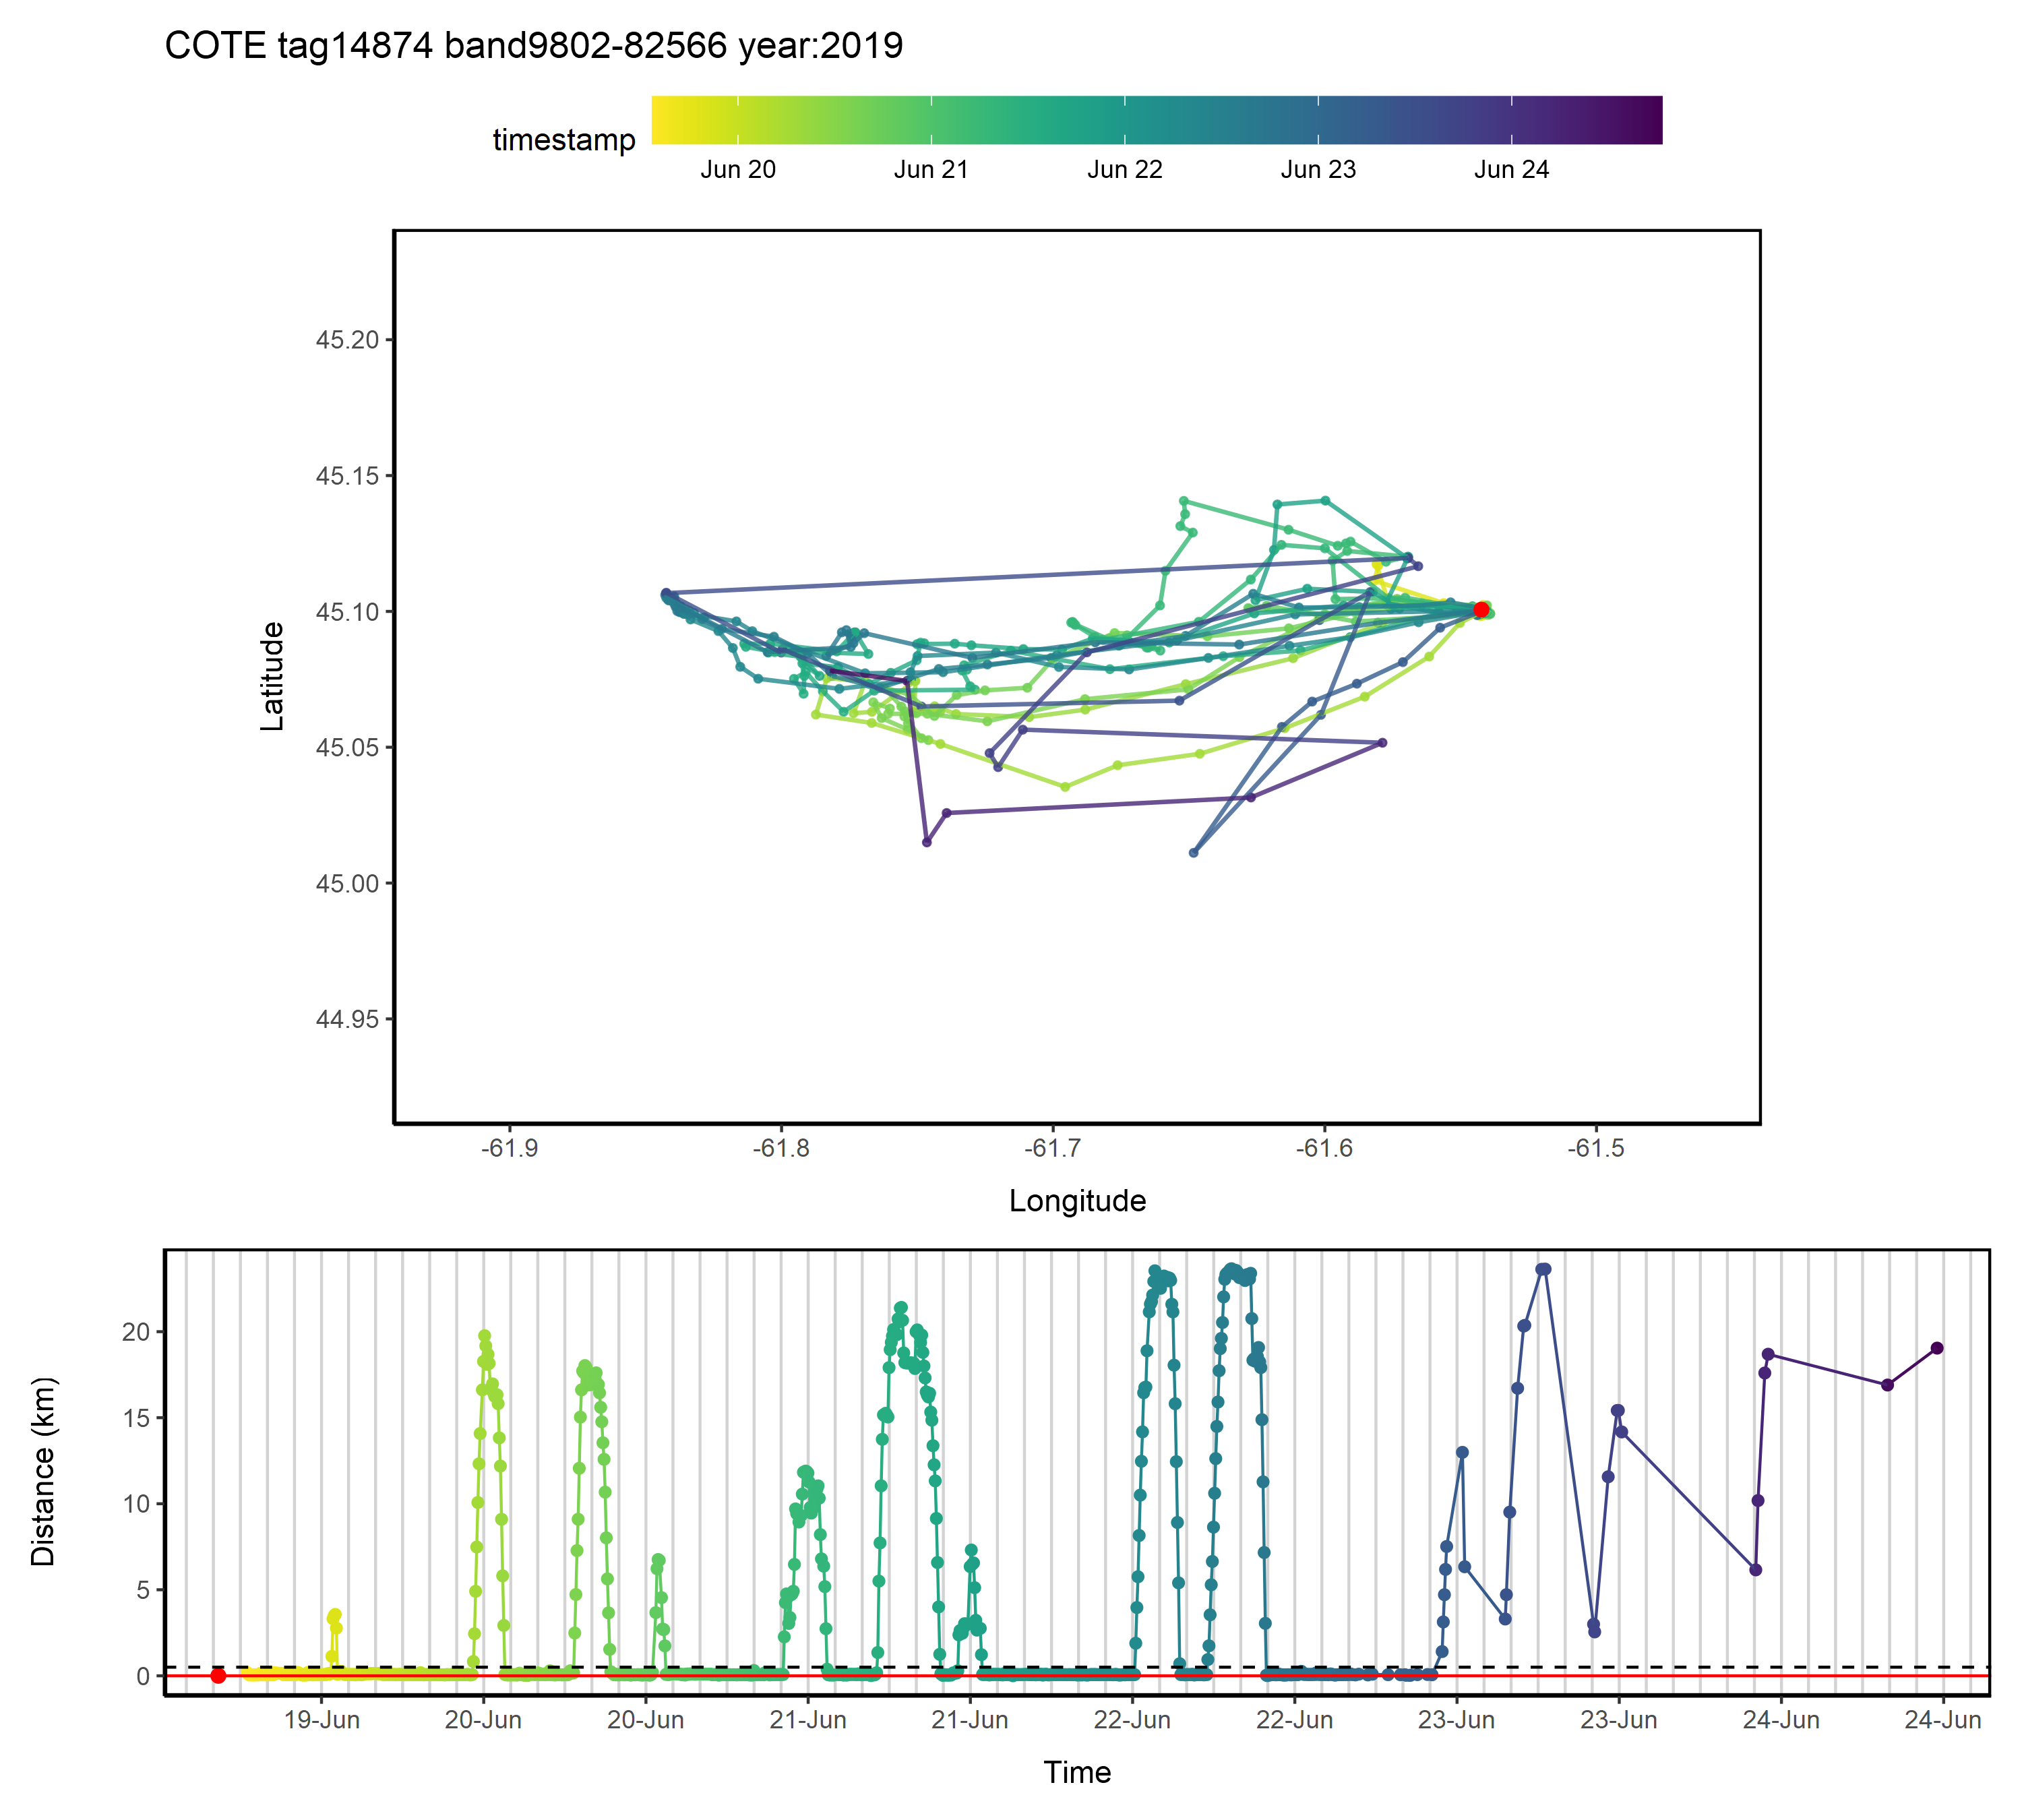 COTE tag14874 band9802-82566 year:2019
timestamp
Jun 20 Jun 21 Jun 22 Jun 23 Jun 24
Latitude
45.20
45.15
45.10
45.05
45.00
44.95
-61.9 -61.8 -61.7 -61.6 -61.5
Longitude
Distance (km)
20
15
10
5
0
19-Jun 20-Jun 20-Jun 21-Jun 21-Jun 22-Jun 22-Jun 23-Jun 23-Jun 24-Jun 24-Jun
Time